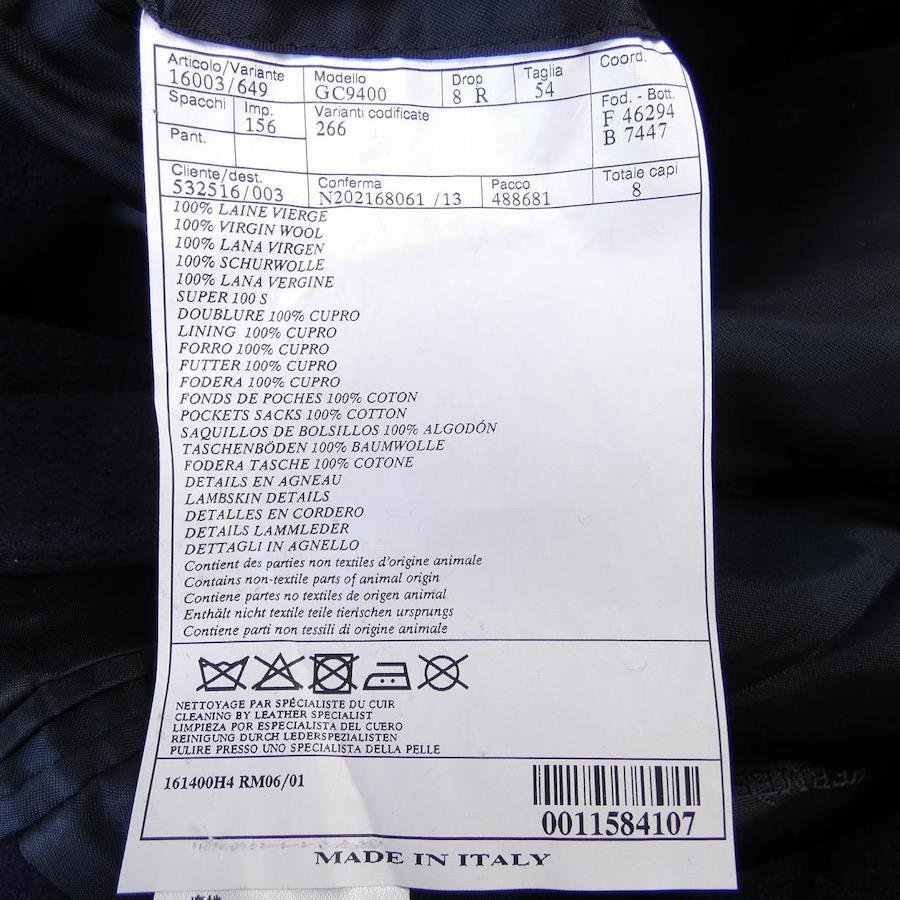 Articolo/Variante Modello Drop Taglia Coord.
16003/649 GC9400 8 R 54
Spacchi Imp. Varianti codificate Fod. - Bott.
156 266 F 46294
Pant. B 7447
Cliente/dest. Conferma Pacco Totale capi
532516/003 N202168061 /13 488681 8
100% LAINE VIERGE
100% VIRGIN WOOL
100% LANA VIRGEN
100% SCHURWOLLE
100% LANA VERGINE
SUPER 100 S
DOUBLURE 100% CUPRO
LINING 100% CUPRO
FORRO 100% CUPRO
FUTTER 100% CUPRO
FODERA 100% CUPRO
FONDS DE POCHES 100% COTON
POCKETS SACKS 100% COTTON
SAQUILLOS DE BOLSILLOS 100% ALGODÓN
TASCHENBÖDEN 100% BAUMWOLLE
FODERA TASCHE 100% COTONE
DETAILS EN AGNEAU
LAMBSKIN DETAILS
DETALLES EN CORDERO
DETAILS LAMMLEDER
DETTAGLI IN AGNELLO
Contient des parties non textiles d'origine animale
Contains non-textile parts of animal origin
Contiene partes no textiles de origen animal
Enthält nicht textile teile tierischen ursprungs
Contiene parti non tessili di origine animale
NETTOYAGE PAR SPÉCIALISTE DU CUIR
CLEANING BY LEATHER SPECIALIST
LIMPIEZA POR ESPECIALISTA DEL CUERO
REINIGUNG DURCH LEDERSPEZIALISTEN
PULIRE PRESSO UNO SPECIALISTA DELLA PELLE
161400H4 RM06/01
0011584107
MADE IN ITALY